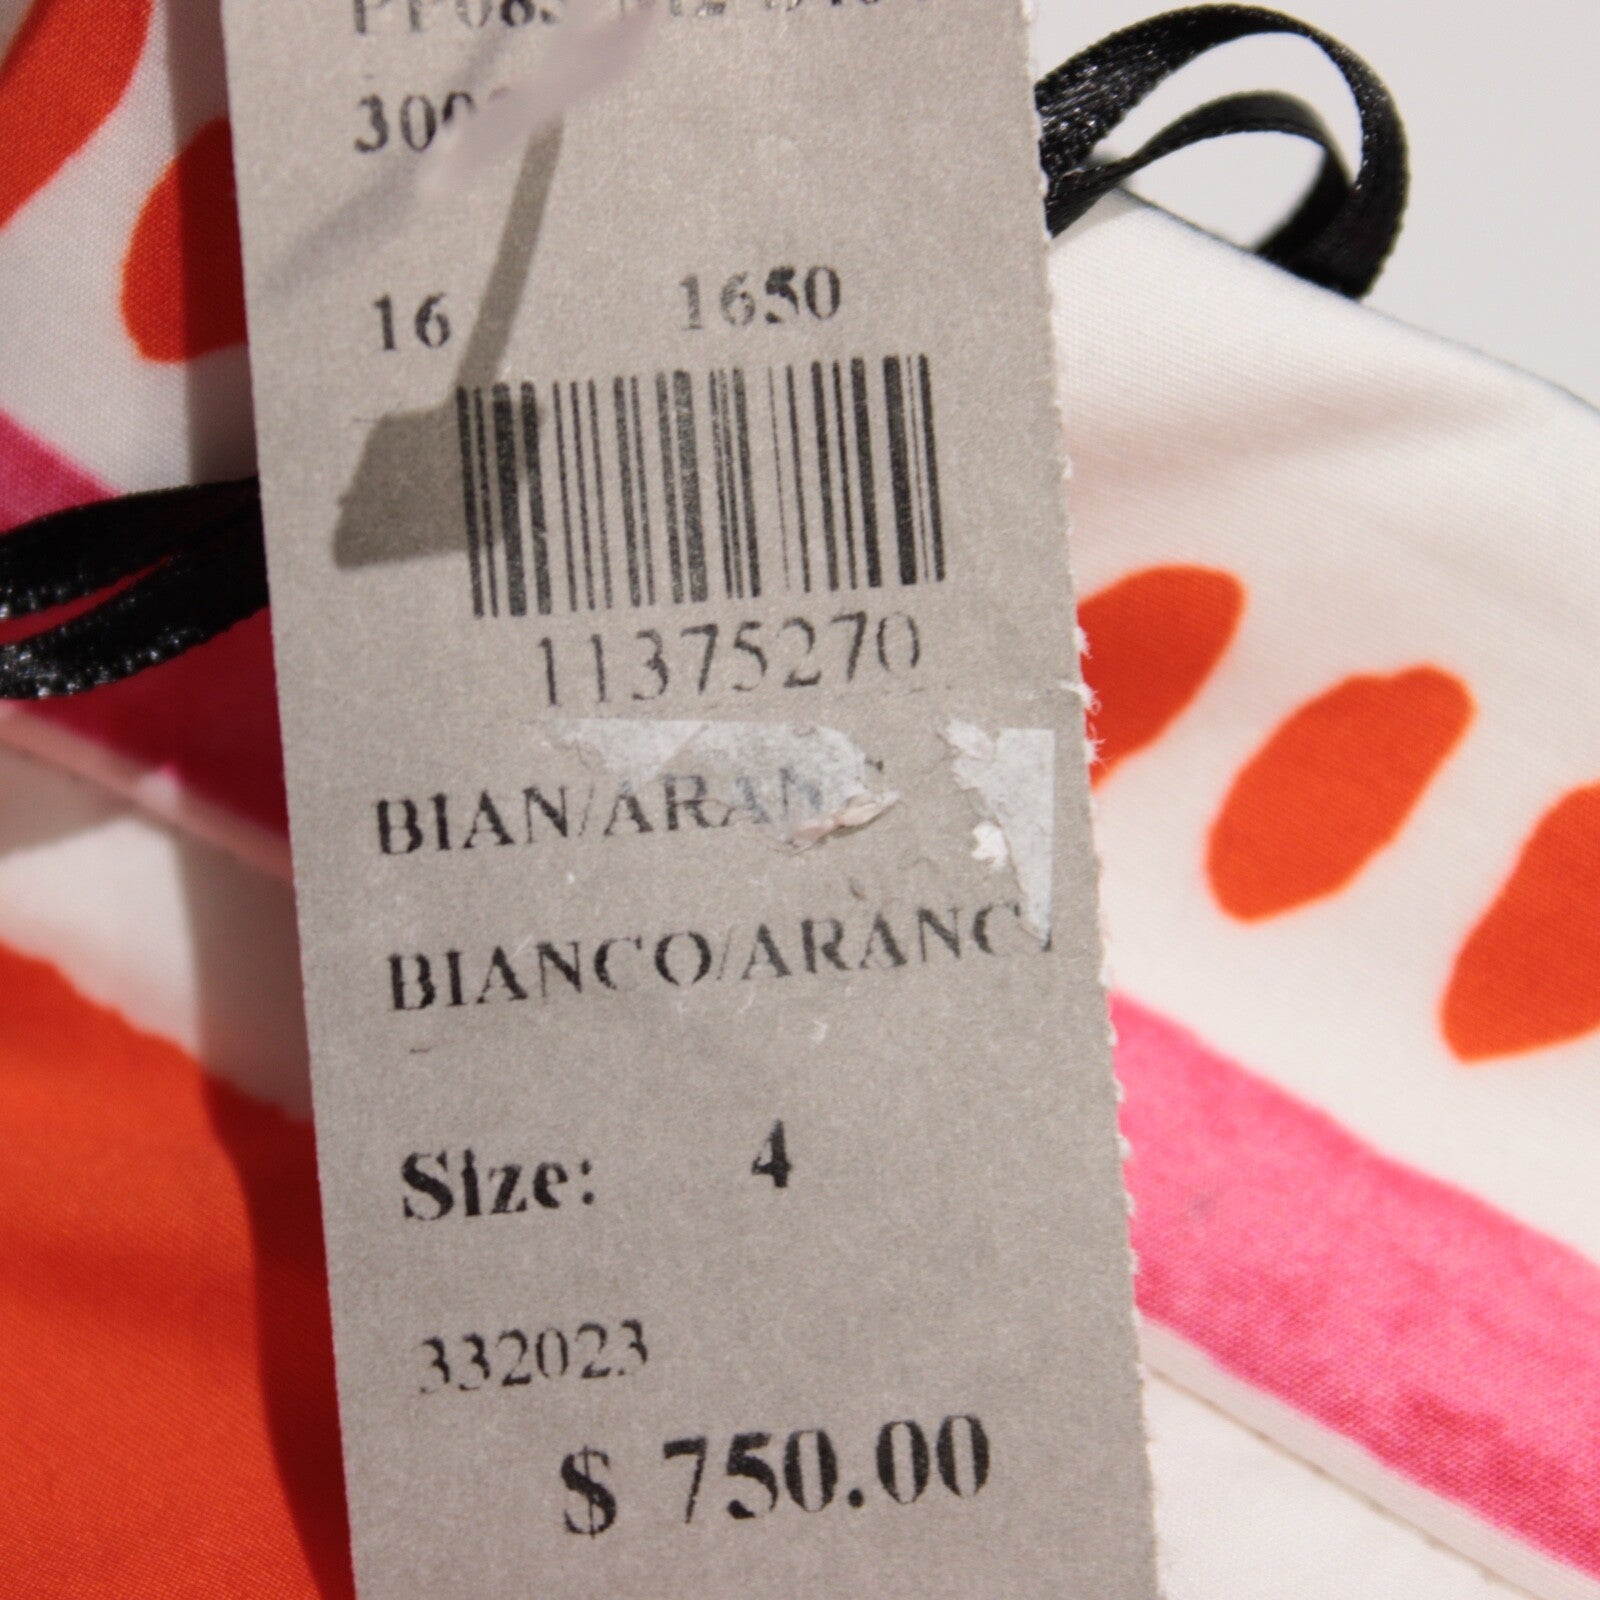 16 1650
11375270
BIAN/ARAN
BIANCO/ARANC
Size: 4
332023
$ 750.00